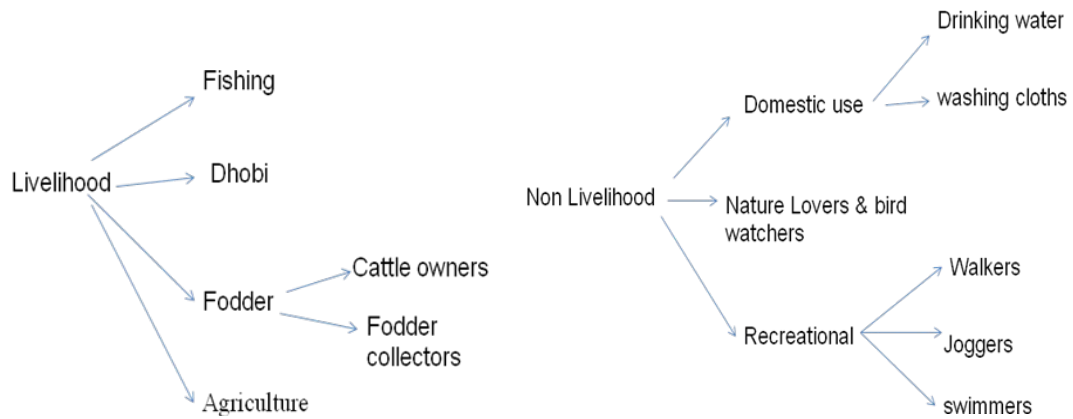 Livelihood
Fishing
Dhobi
Fodder
Cattle owners
Fodder
collectors
Agriculture
Non Livelihood
Domestic use
Drinking water
washing cloths
Nature Lovers & bird
watchers
Recreational
Walkers
Joggers
swimmers